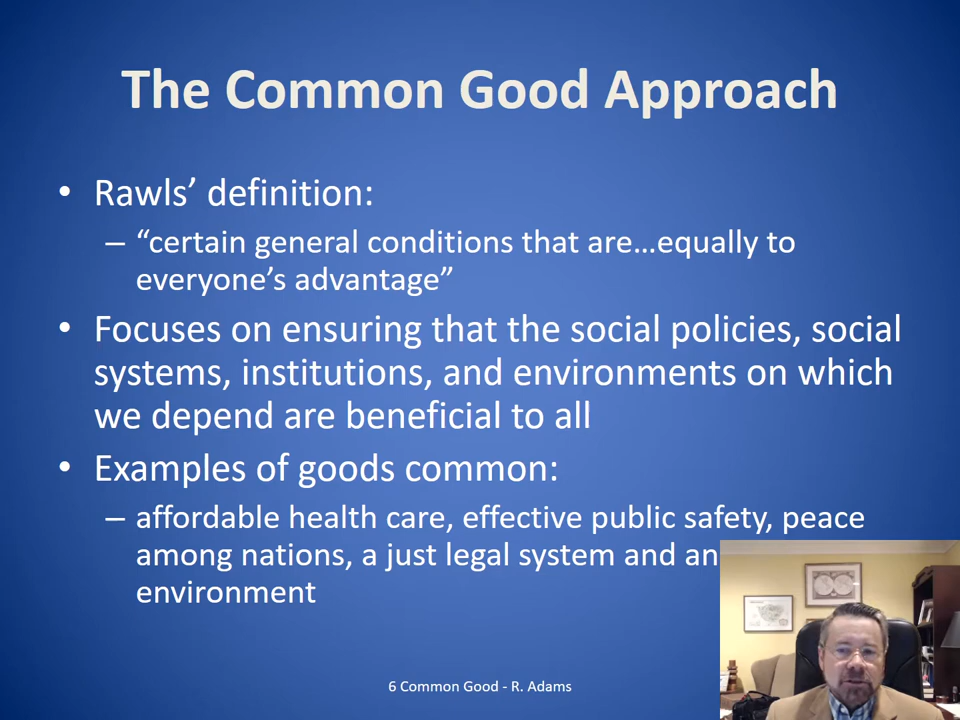 The Common Good Approach
• Rawls’ definition:
– “certain general conditions that are…equally to
everyone’s advantage”
• Focuses on ensuring that the social policies, social
systems, institutions, and environments on which
we depend are beneficial to all
• Examples of goods common:
– affordable health care, effective public safety, peace
among nations, a just legal system and an
environment
6 Common Good - R. Adams